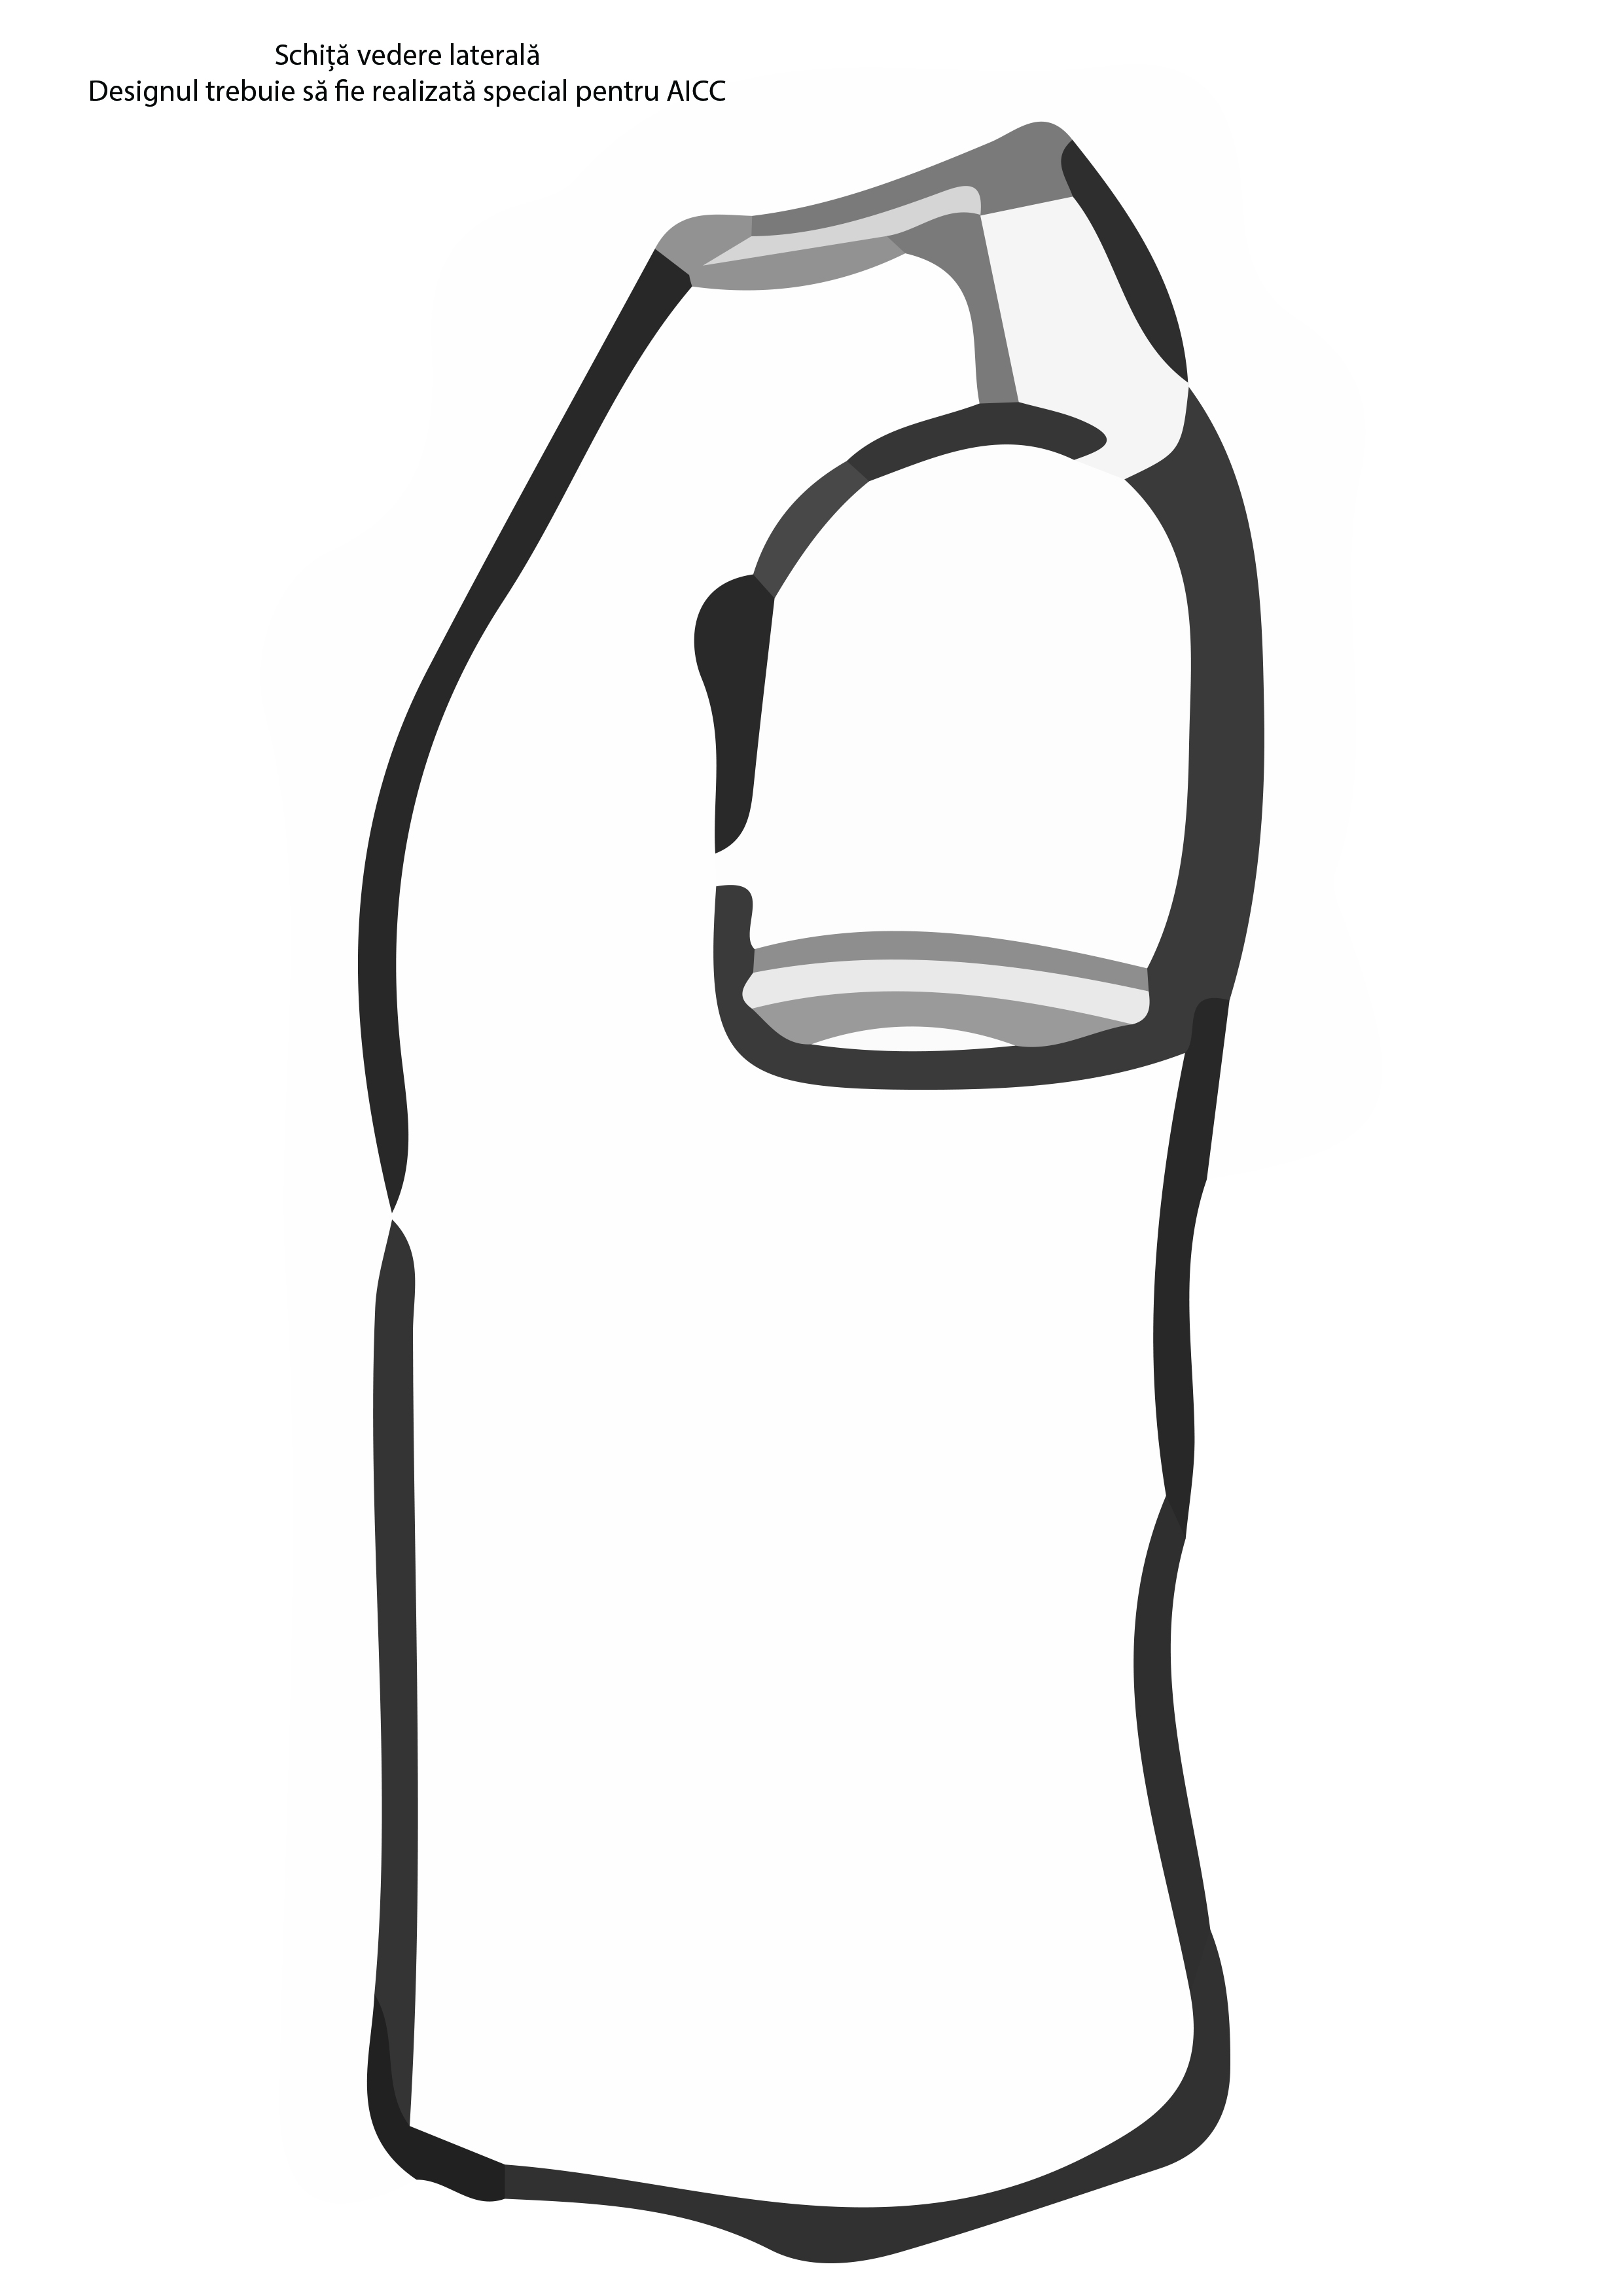 Schiță vedere laterală
Designul trebuie să fie realizată special pentru AICC